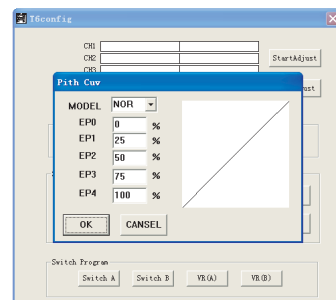 T6config
CH1
CH2
CH3
StartAdjust
Pith Cuv
MODEL NOR
EP0 0 %
EP1 25 %
EP2 50 %
EP3 75 %
EP4 100 %
OK CANSEL
Switch Program
Switch A Switch B VR(A) VR(B)